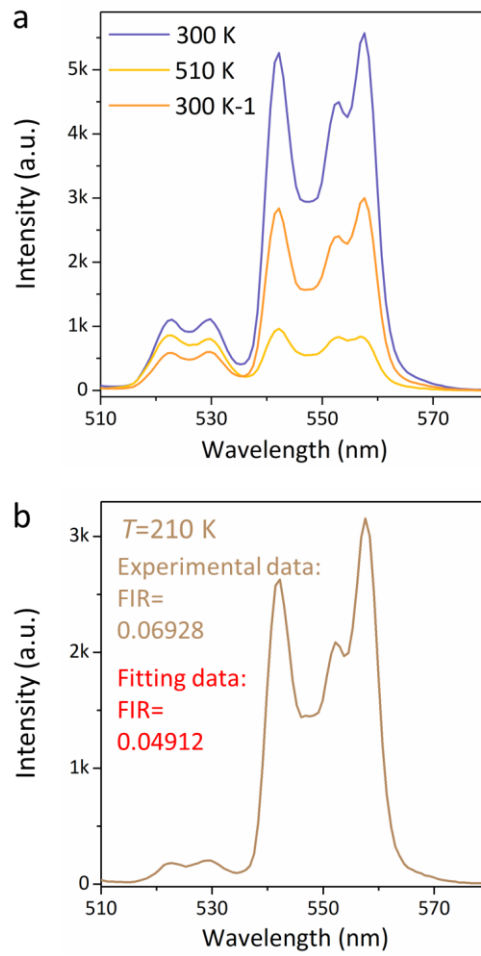 a
300 K
510 K
300 K-1
5k
4k
3k
2k
1k
0
Intensity (a.u.)
510
530
550
570
Wavelength (nm)
b
T=210 K
Experimental data:
FIR=
0.06928
Fitting data:
FIR=
0.04912
3k
2k
1k
0
Intensity (a.u.)
510
530
550
570
Wavelength (nm)